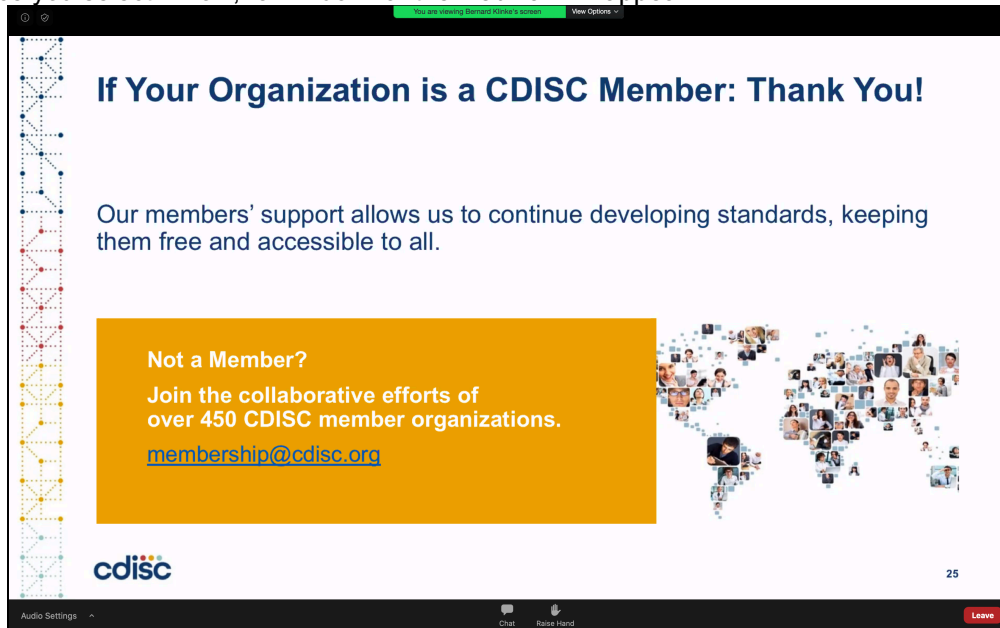 You are viewing Bernard Klinke's screen View Options
If Your Organization is a CDISC Member: Thank You!
Our members' support allows us to continue developing standards, keeping
them free and accessible to all.
Not a Member?
Join the collaborative efforts of
over 450 CDISC member organizations.
membership@cdisc.org
cdisc
25
Audio Settings
Chat
Raise Hand
Leave